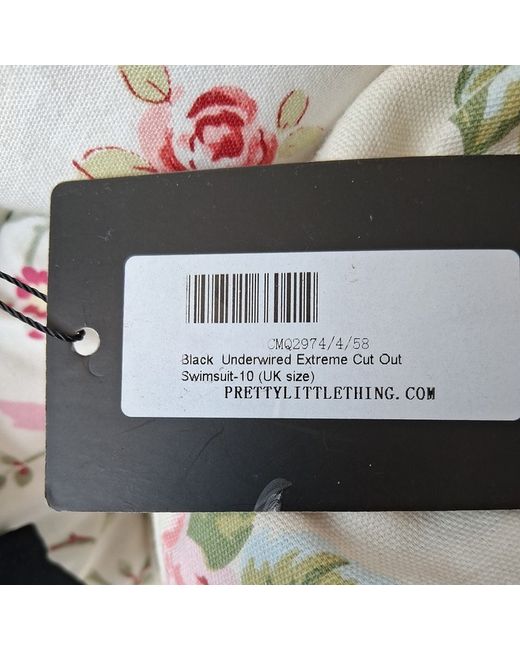 CMQ2974/4/58
Black Underwired Extreme Cut Out
Swimsuit-10 (UK size)
PRETTYLITTLETHING.COM